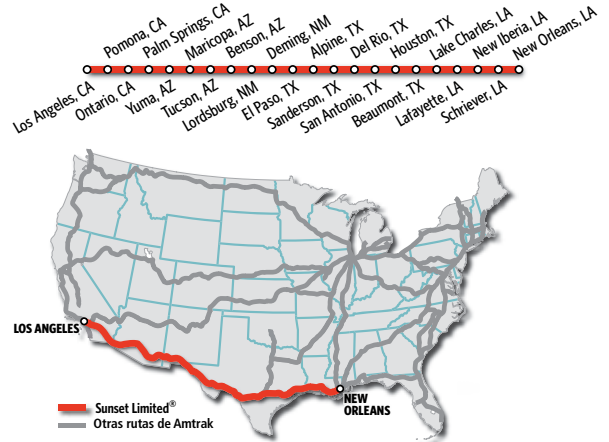 Pomona, CA
Palm Springs, CA
Maricopa, AZ
Benson, AZ
Deming, NM
Alpine, TX
Del Rio, TX
Houston, TX
Lake Charles, LA
New Iberia, LA
New Orleans, LA
Los Angeles, CA
Ontario, CA
Yuma, AZ
Tucson, AZ
Lordsburg, NM
El Paso, TX
Sanderson, TX
San Antonio, TX
Beaumont, TX
Lafayette, LA
Schriever, LA
LOS ANGELES
NEW
ORLEANS
Sunset Limited®
Otras rutas de Amtrak